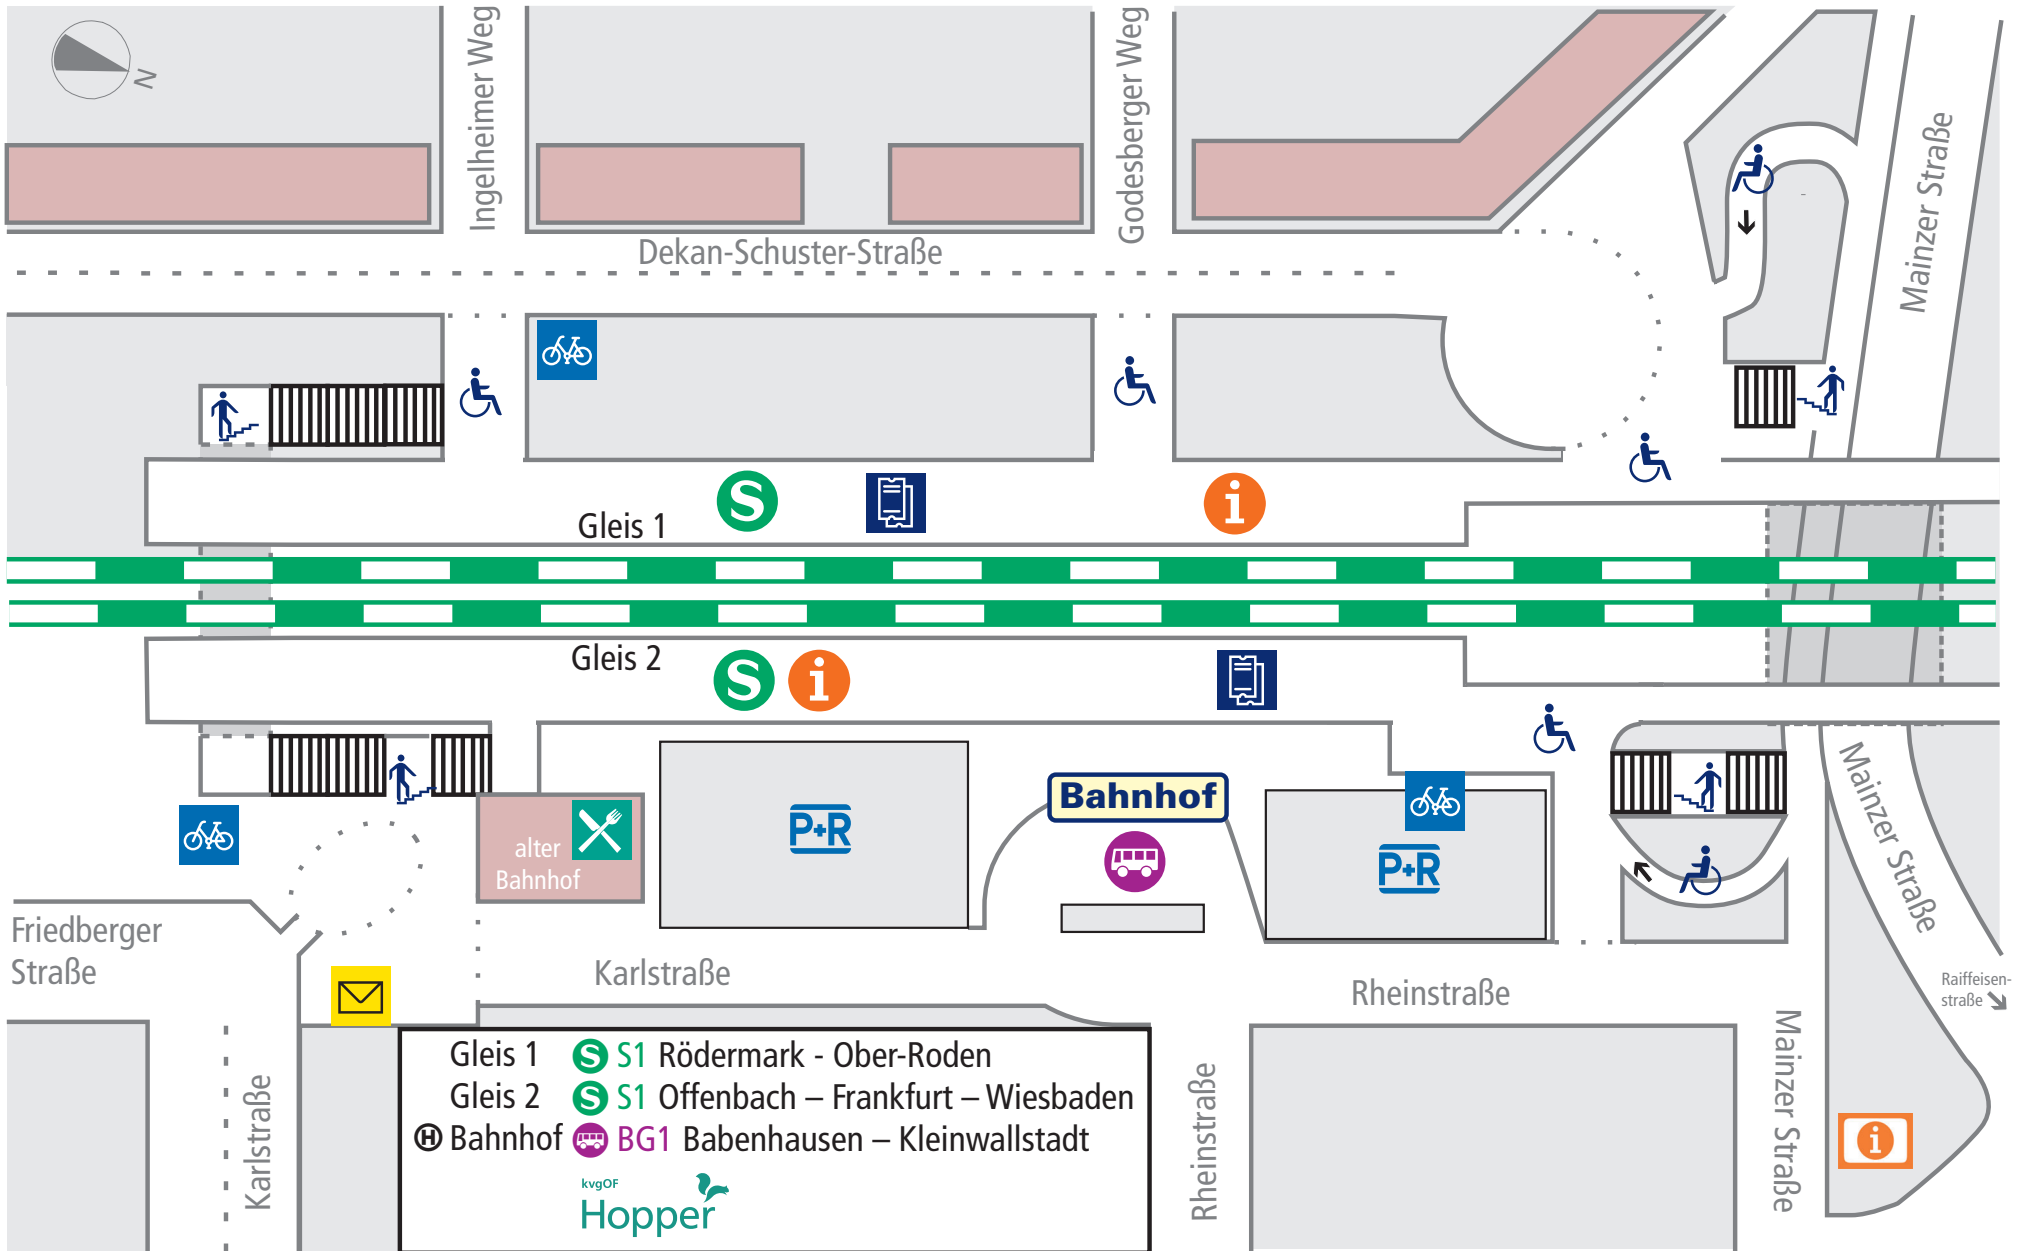 N
Ingelheimer Weg
Godesberger Weg
Mainzer Straße
Dekan-Schuster-Straße
S
i
Gleis 1
Gleis 2
S
i
Bahnhof
P+R
P+R
alter
Bahnhof
Mainzer Straße
Friedberger
Straße
Karlstraße
Rheinstraße
Raiffeisen-
straße
Gleis 1 S S1 Rödermark - Ober-Roden
Gleis 2 S S1 Offenbach – Frankfurt – Wiesbaden
H Bahnhof BG1 Babenhausen – Kleinwallstadt
kvgOF
Hopper
Karlstraße
Rheinstraße
Mainzer Straße
i